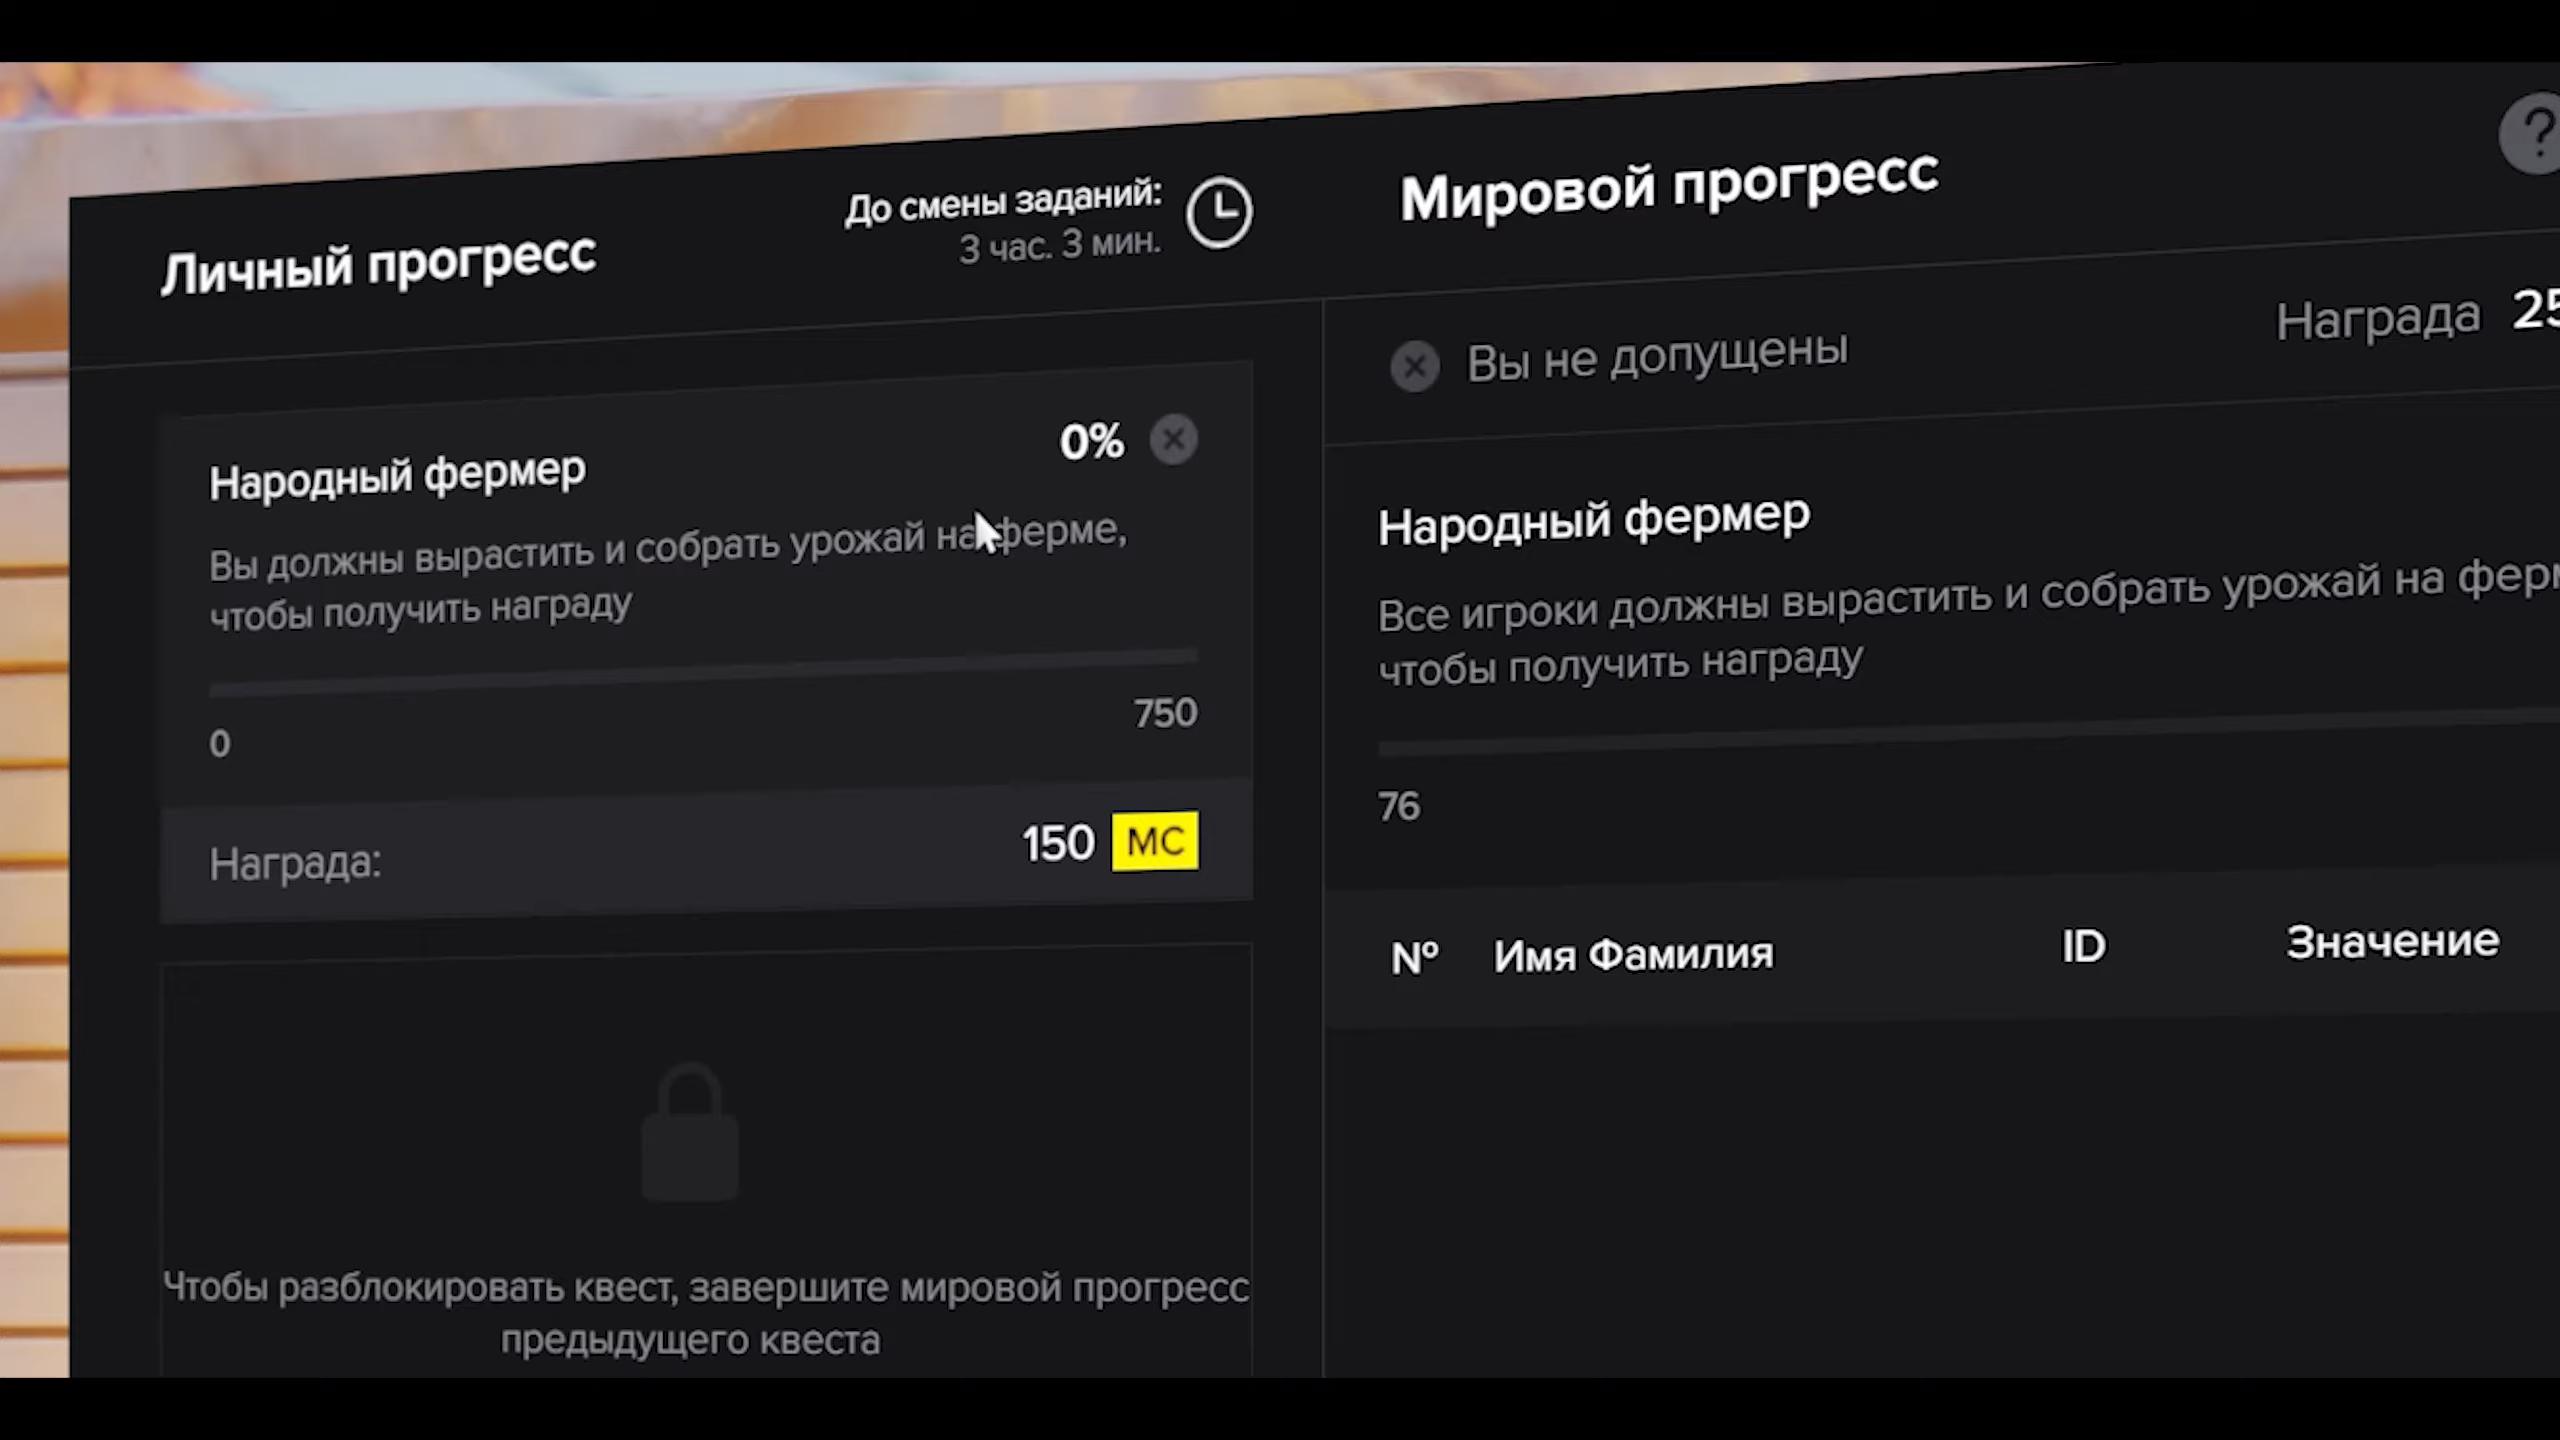 Личный прогресс
До смены заданий:
3 час. 3 мин.
Народный фермер
0%
Вы должны вырастить и собрать урожай на ферме,
чтобы получить награду
0
750
Награда:
150 MC
Чтобы разблокировать квест, завершите мировой прогресс
предыдущего квеста
Мировой прогресс
?
Вы не допущены
Награда
Народный фермер
Все игроки должны вырастить и собрать урожай на
чтобы получить награду
76
№
Имя Фамилия
ID
Значение